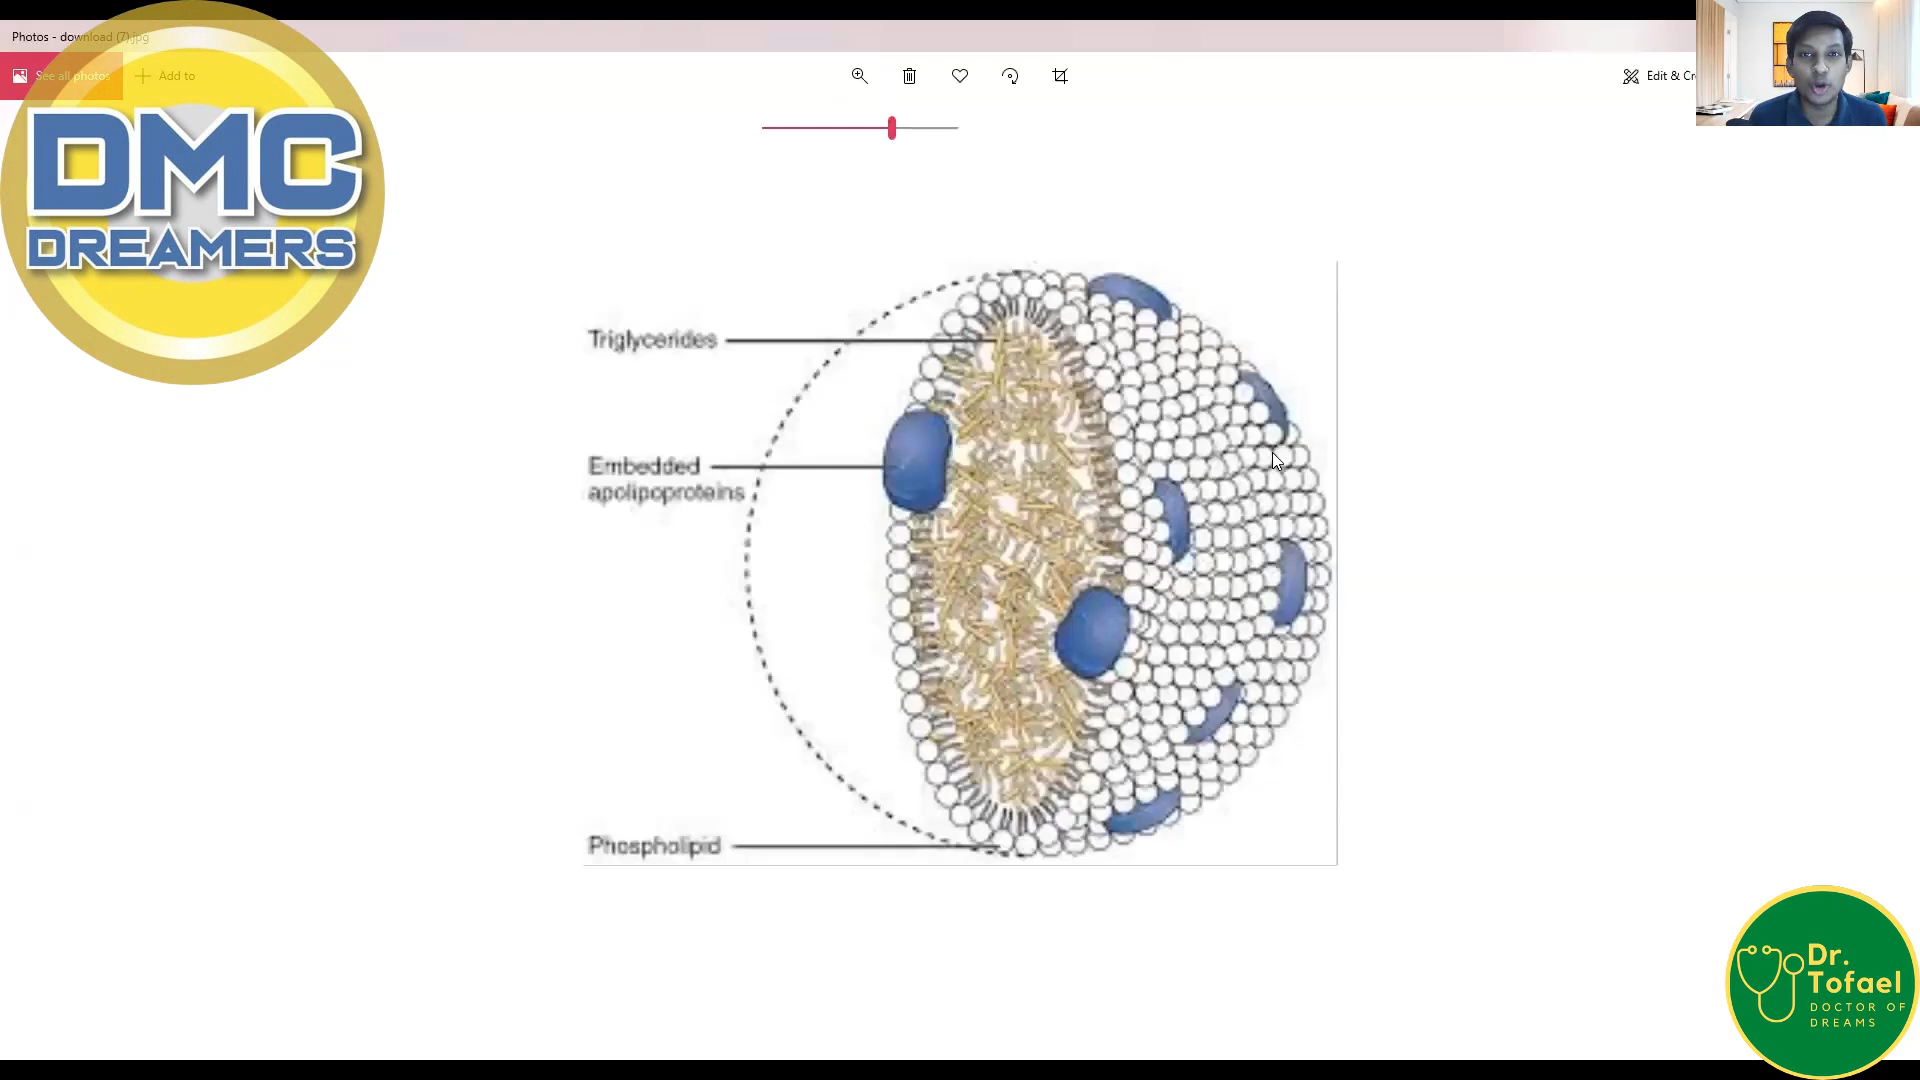 Photos - download (7).jpg
See all photos
Add to
Edit & Cr
DMC
DREAMERS
Triglycerides
Embedded
apolipoproteins
Phospholipid
Dr.
Tofael
DOCTOR OF
DREAMS